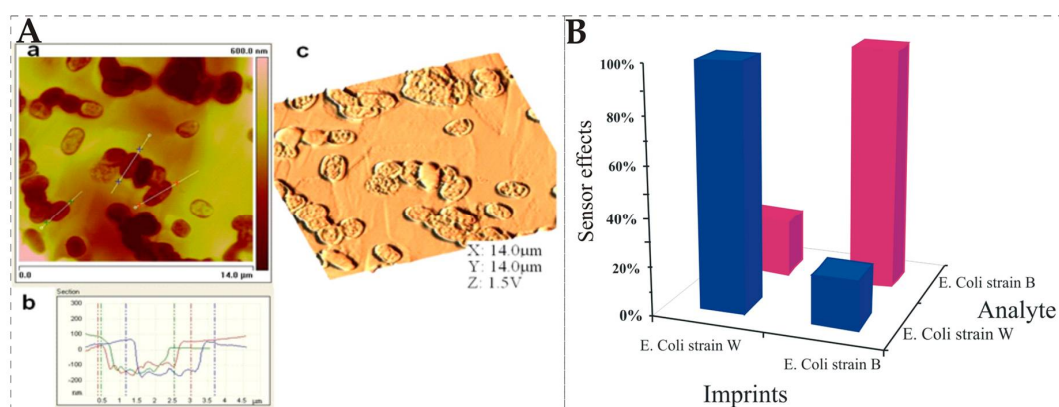 A
a
600.0 nm
0.0
14.0 µm
b
Section
300
200
100
0
-100
-200
nm
0.5 1 1.5 2 2.5 3 3.5 4 4.5 µm
c
X: 14.0µm
Y: 14.0µm
Z: 1.5V
B
Sensor effects
100%
80%
60%
40%
20%
0%
E. Coli strain W
E. Coli strain B
Imprints
E. Coli strain W
E. Coli strain B
Analyte